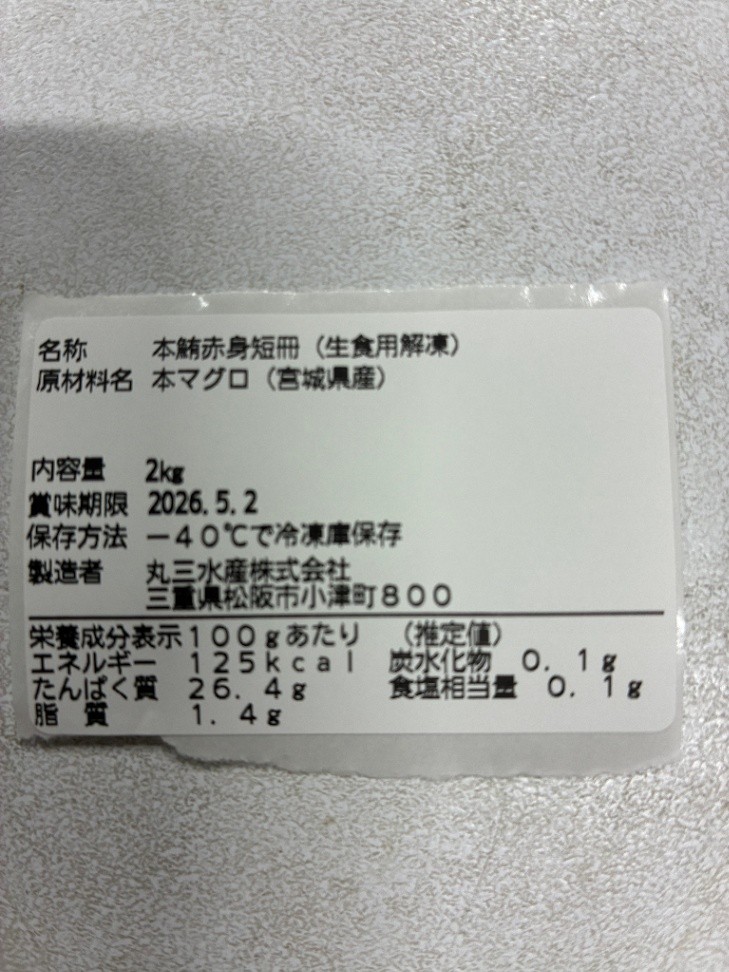 名称 本鮪赤身短冊（生食用解凍）
原材料名 本マグロ（宮城県産）
内容量 2kg
賞味期限 2026.5.2
保存方法 －４０℃で冷凍庫保存
製造者 丸三水産株式会社
三重県松阪市小津町８００
栄養成分表示１００ｇあたり （推定値）
エネルギー １２５ｋｃａｌ 炭水化物 ０．１ｇ
たんぱく質 ２６．４ｇ 食塩相当量 ０．１ｇ
脂 質 １．４ｇ